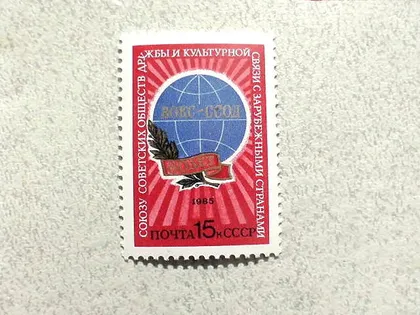 СОЮЗУ СОВЕТСКИХ ОБЩЕСТВ ДРУЖБЫ И КУЛЬТУРНОЙ СВЯЗИ С ЗАРУБЕЖНЫМИ СТРАНАМИ
ВОКС-ССОД
1985
ПОЧТА 15К СССР